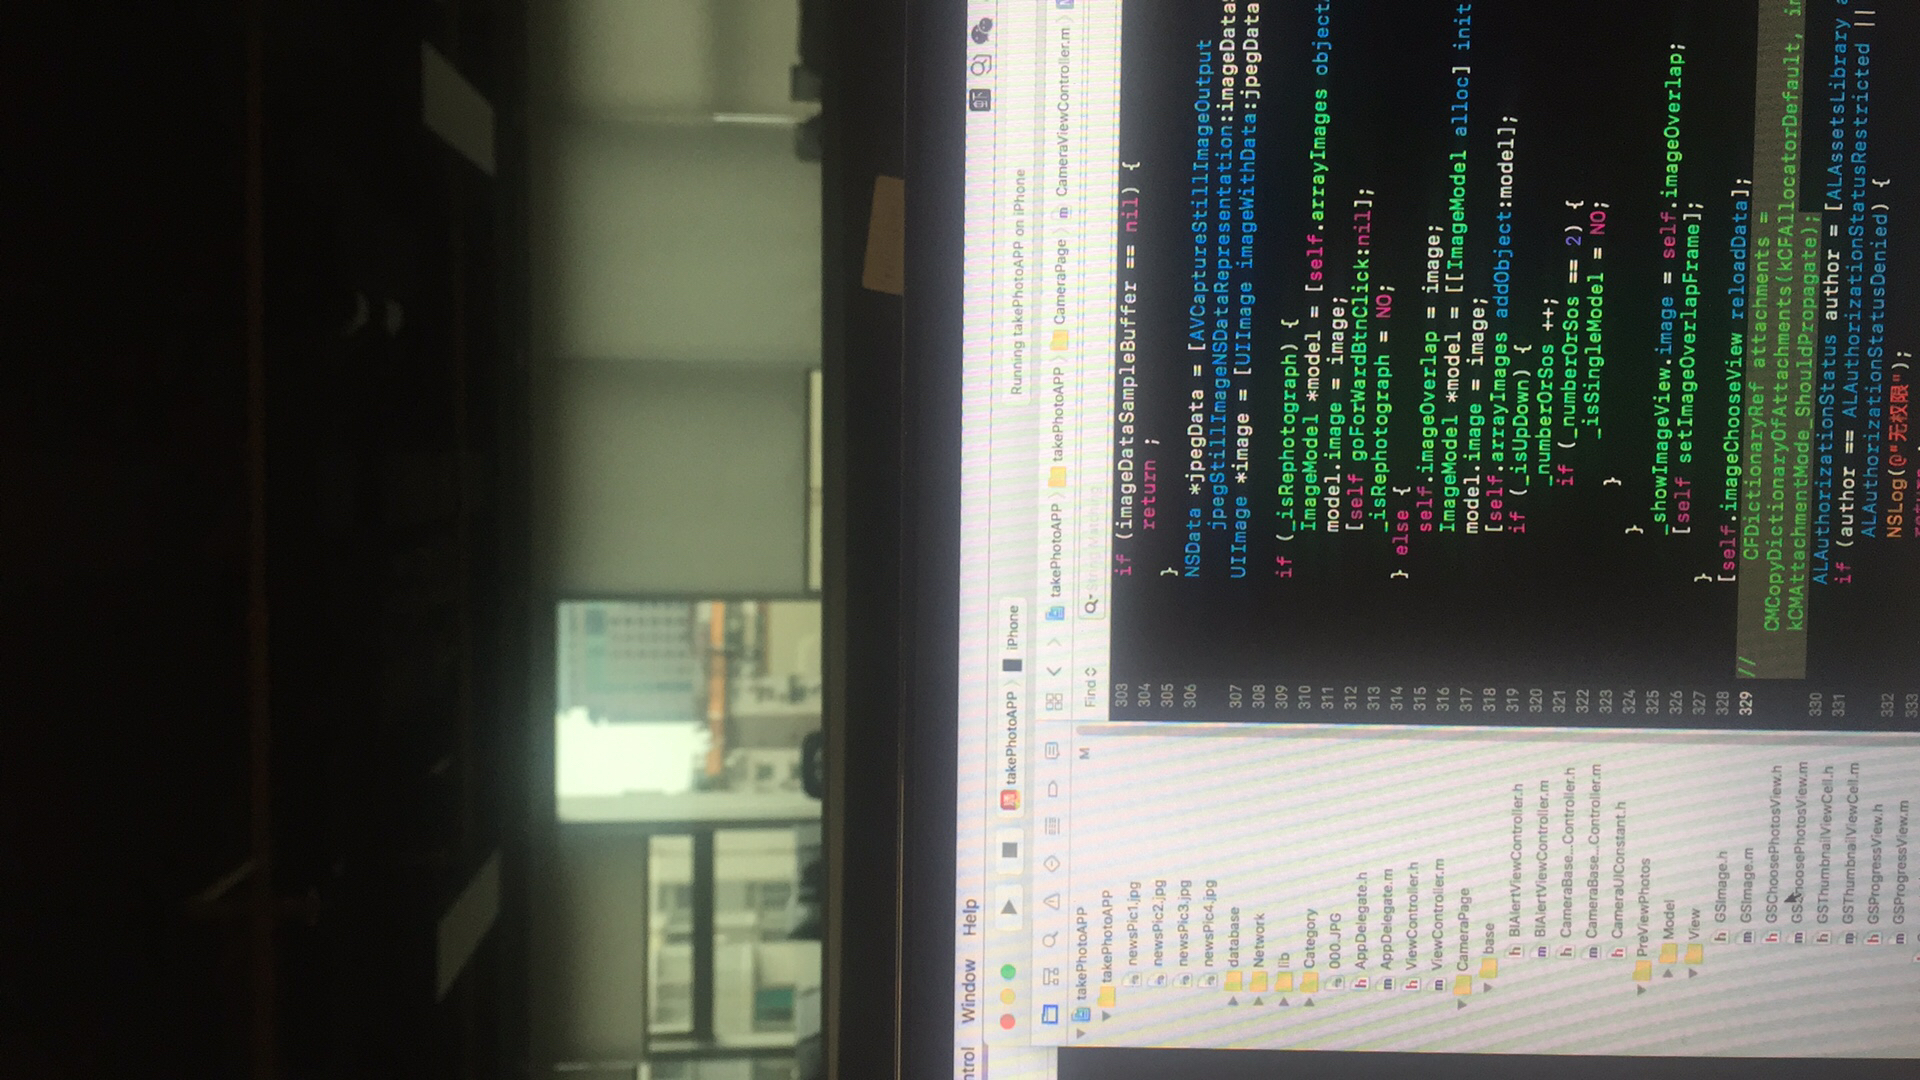 Window Help
takePhotoAPP iPhone
Running takePhotoAPP on iPhone
takePhotoAPP takePhotoAPP CameraPage CameraViewController.m
Find
String Matching
takePhotoAPP M
takePhotoAPP
newsPic1.jpg
newsPic2.jpg
newsPic3.jpg
newsPic4.jpg
database
Network
lib
Category
000.JPG
h AppDelegate.h
m AppDelegate.m
h ViewController.h
m ViewController.m
CameraPage
base
h BIAlertViewController.h
m BIAlertViewController.m
h CameraBase...Controller.h
m CameraBase...Controller.m
h CameraUIConstant.h
PreViewPhotos
Model
View
h GSImage.h
m GSImage.m
h GSChoosePhotosView.h
m GSChoosePhotosView.m
h GSThumbnailViewCell.h
m GSThumbnailViewCell.m
h GSProgressView.h
m GSProgressView.m
303 if (imageDataSampleBuffer == nil) {
304 return ;
305 }
306 NSData *jpegData = [AVCaptureStillImageOutput
jpegStillImageNSDataRepresentation:imageData
307 UIImage *image = [UIImage imageWithData:jpegData
308
309 if (_isRephotograph) {
310 ImageModel *model = [self.arrayImages object
311 model.image = image;
312 [self goForWardBtnClick:nil];
313 _isRephotograph = NO;
314 } else {
315 self.imageOverlap = image;
316 ImageModel *model = [[ImageModel alloc] init
317 model.image = image;
318 [self.arrayImages addObject:model];
319 if (_isUpDown) {
320 _numberOrSos ++;
321 if (_numberOrSos == 2) {
322 _isSingleModel = NO;
323 }
324 }
325 _showImageView.image = self.imageOverlap;
326 [self setImageOverlapFrame];
327 }
328 [self.imageChooseView reloadData];
329 // CFDictionaryRef attachments =
CMCopyDictionaryOfAttachments(kCFAllocatorDefault,
kCMAttachmentMode_ShouldPropagate);
330 ALAuthorizationStatus author = [ALAssetsLibrary
331 if (author == ALAuthorizationStatusRestricted ||
ALAuthorizationStatusDenied) {
332 NSLog(@"无权限");
333